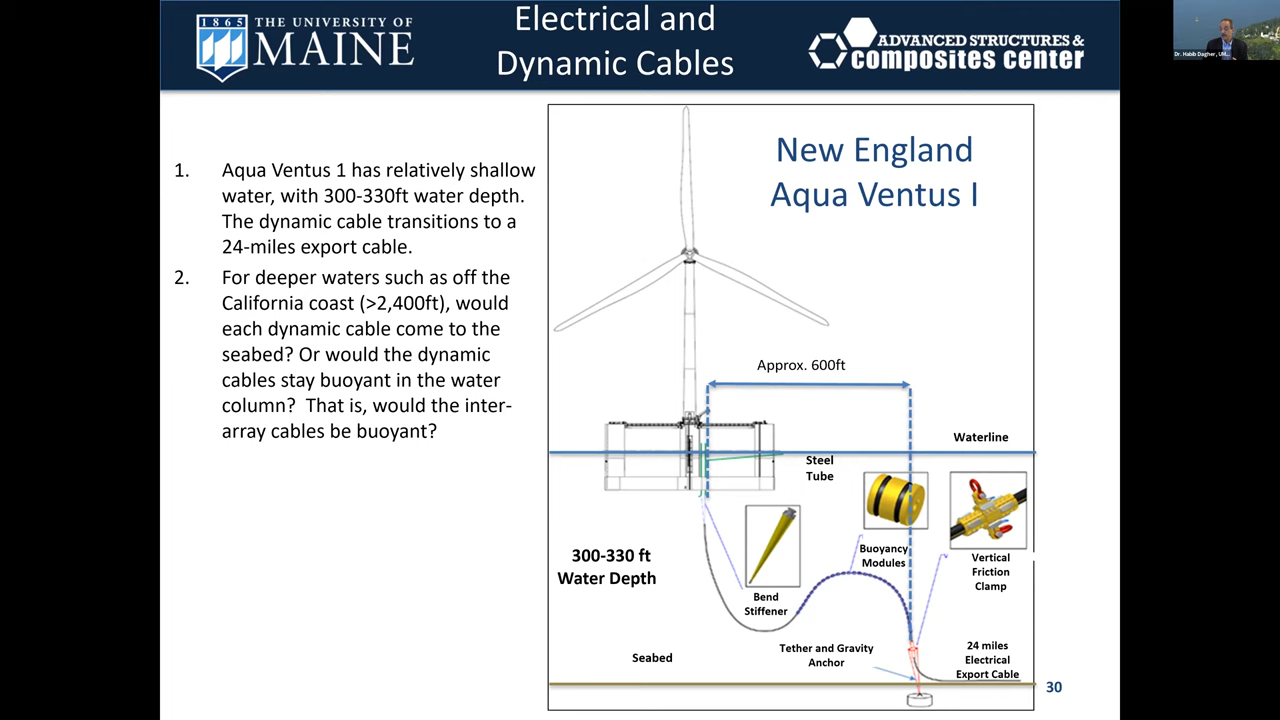 1865
THE UNIVERSITY OF
MAINE
Electrical and
Dynamic Cables
ADVANCED STRUCTURES &
composites center
Dr. Habib Dagher, UM...
1. Aqua Ventus 1 has relatively shallow
water, with 300-330ft water depth.
The dynamic cable transitions to a
24-miles export cable.
2. For deeper waters such as off the
California coast (>2,400ft), would
each dynamic cable come to the
seabed? Or would the dynamic
cables stay buoyant in the water
column? That is, would the inter-
array cables be buoyant?
New England
Aqua Ventus I
Approx. 600ft
Waterline
Steel
Tube
300-330 ft
Water Depth
Buoyancy
Modules
Vertical
Friction
Clamp
Bend
Stiffener
Seabed
Tether and Gravity
Anchor
24 miles
Electrical
Export Cable
30